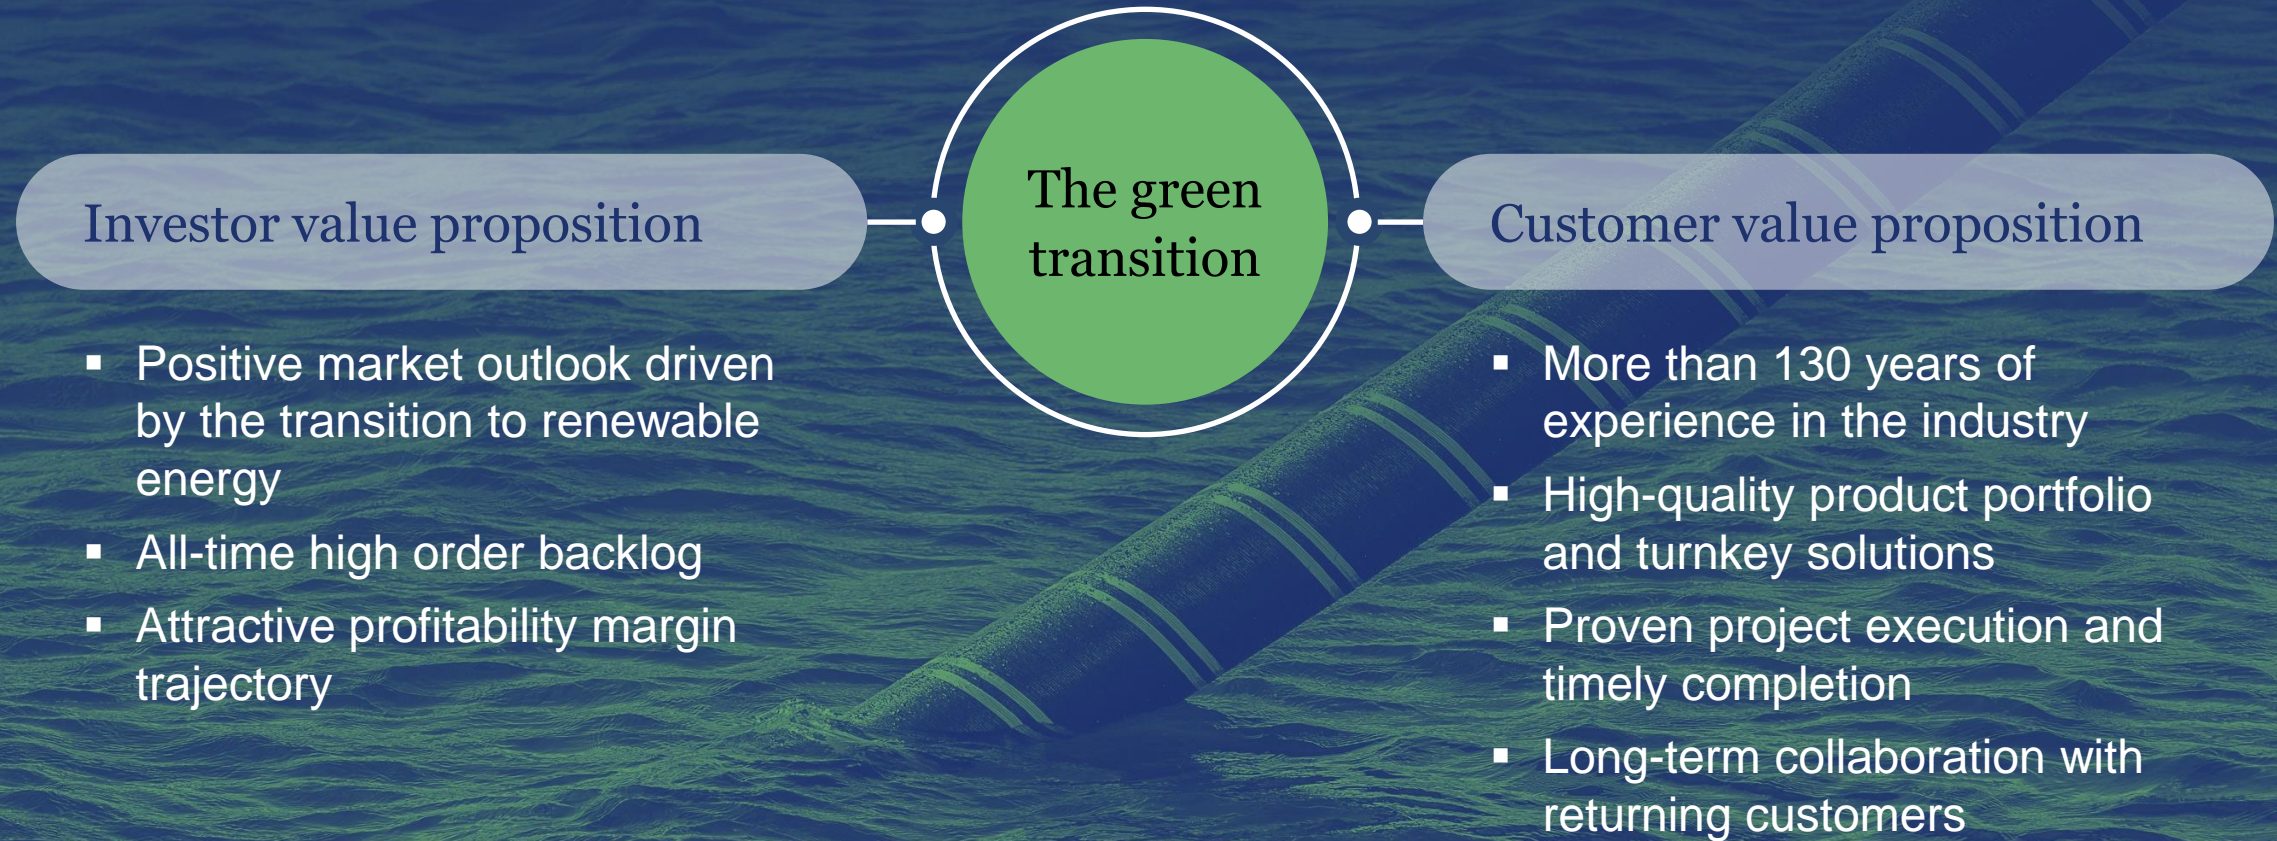 The green
transition
Investor value proposition
▪ Positive market outlook driven
by the transition to renewable
energy
▪ All-time high order backlog
▪ Attractive profitability margin
trajectory
Customer value proposition
▪ More than 130 years of
experience in the industry
▪ High-quality product portfolio
and turnkey solutions
▪ Proven project execution and
timely completion
▪ Long-term collaboration with
returning customers